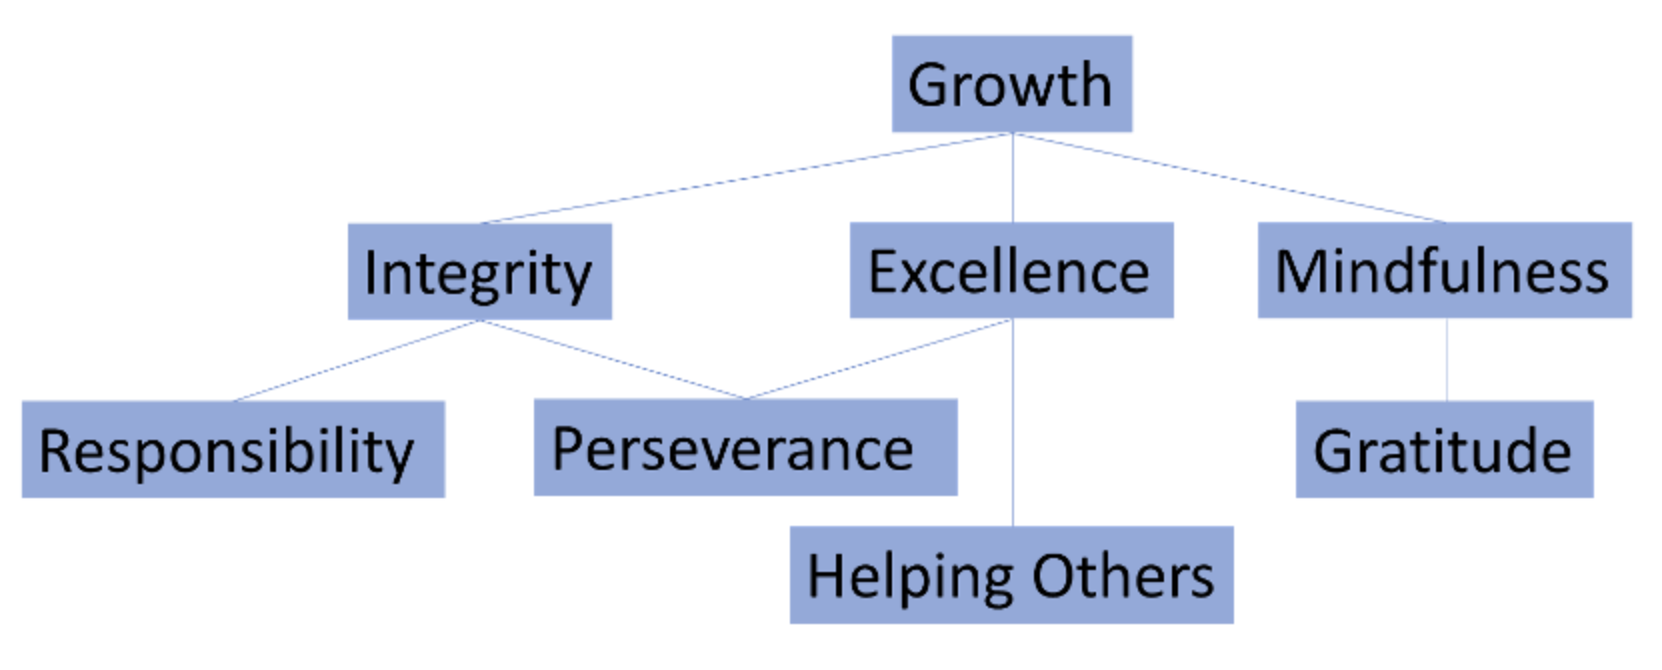 Growth
Integrity
Excellence
Mindfulness
Responsibility
Perseverance
Gratitude
Helping Others